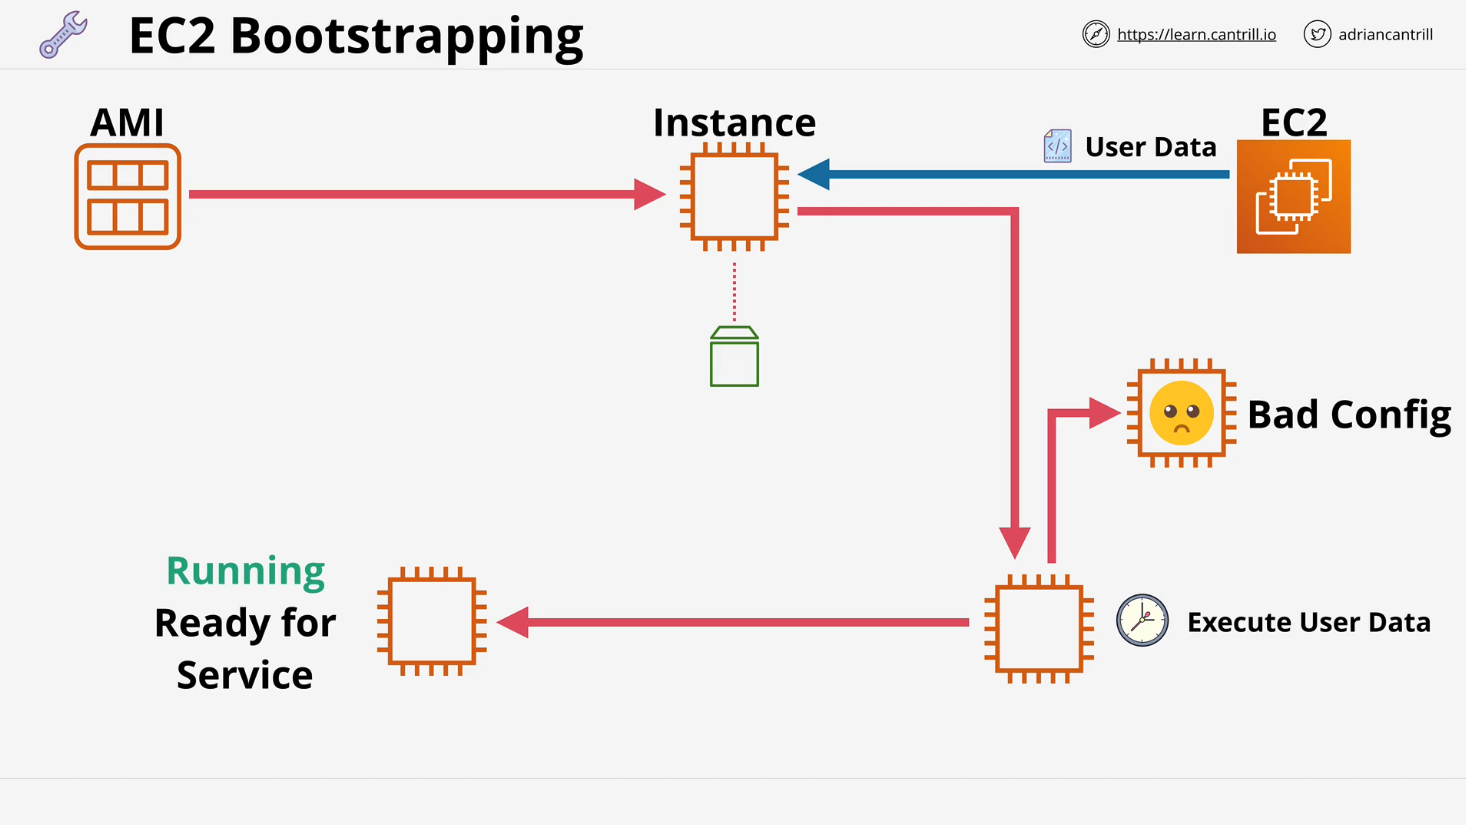 EC2 Bootstrapping
https://learn.cantrill.io
adriancantrill
AMI
Instance
EC2
</> User Data
Bad Config
Running
Ready for
Service
Execute User Data